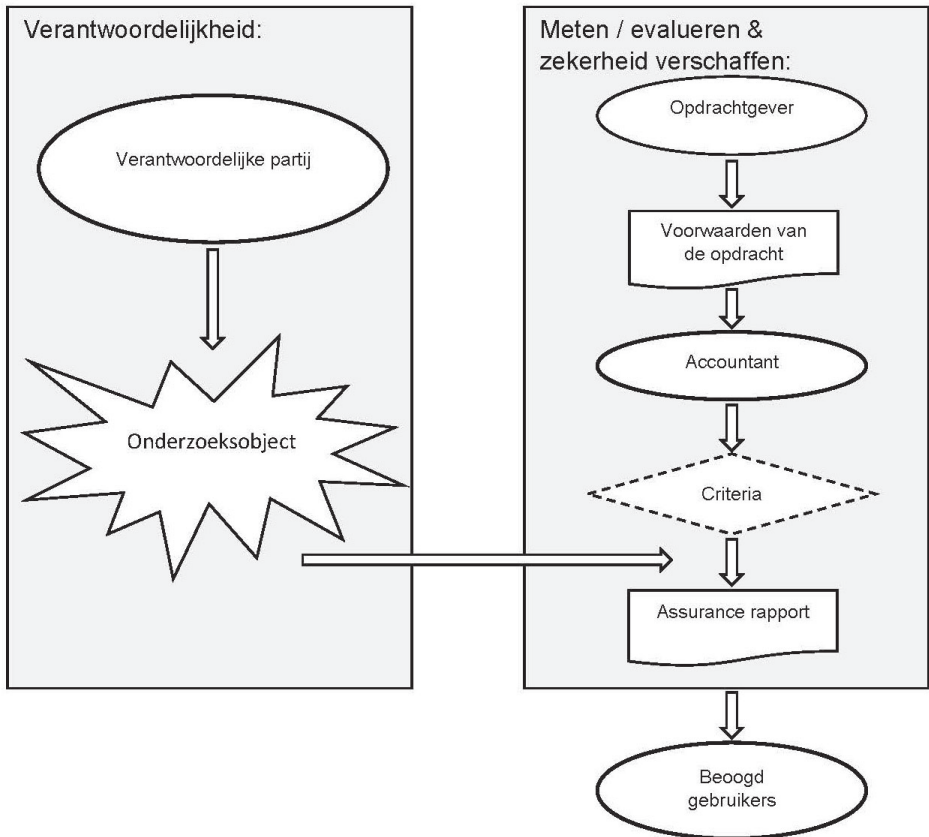 Verantwoordelijkheid:
Verantwoordelijke partij
Onderzoeksobject
Meten / evalueren &
zekerheid verschaffen:
Opdrachtgever
Voorwaarden van
de opdracht
Accountant
Criteria
Assurance rapport
Beoogd
gebruikers